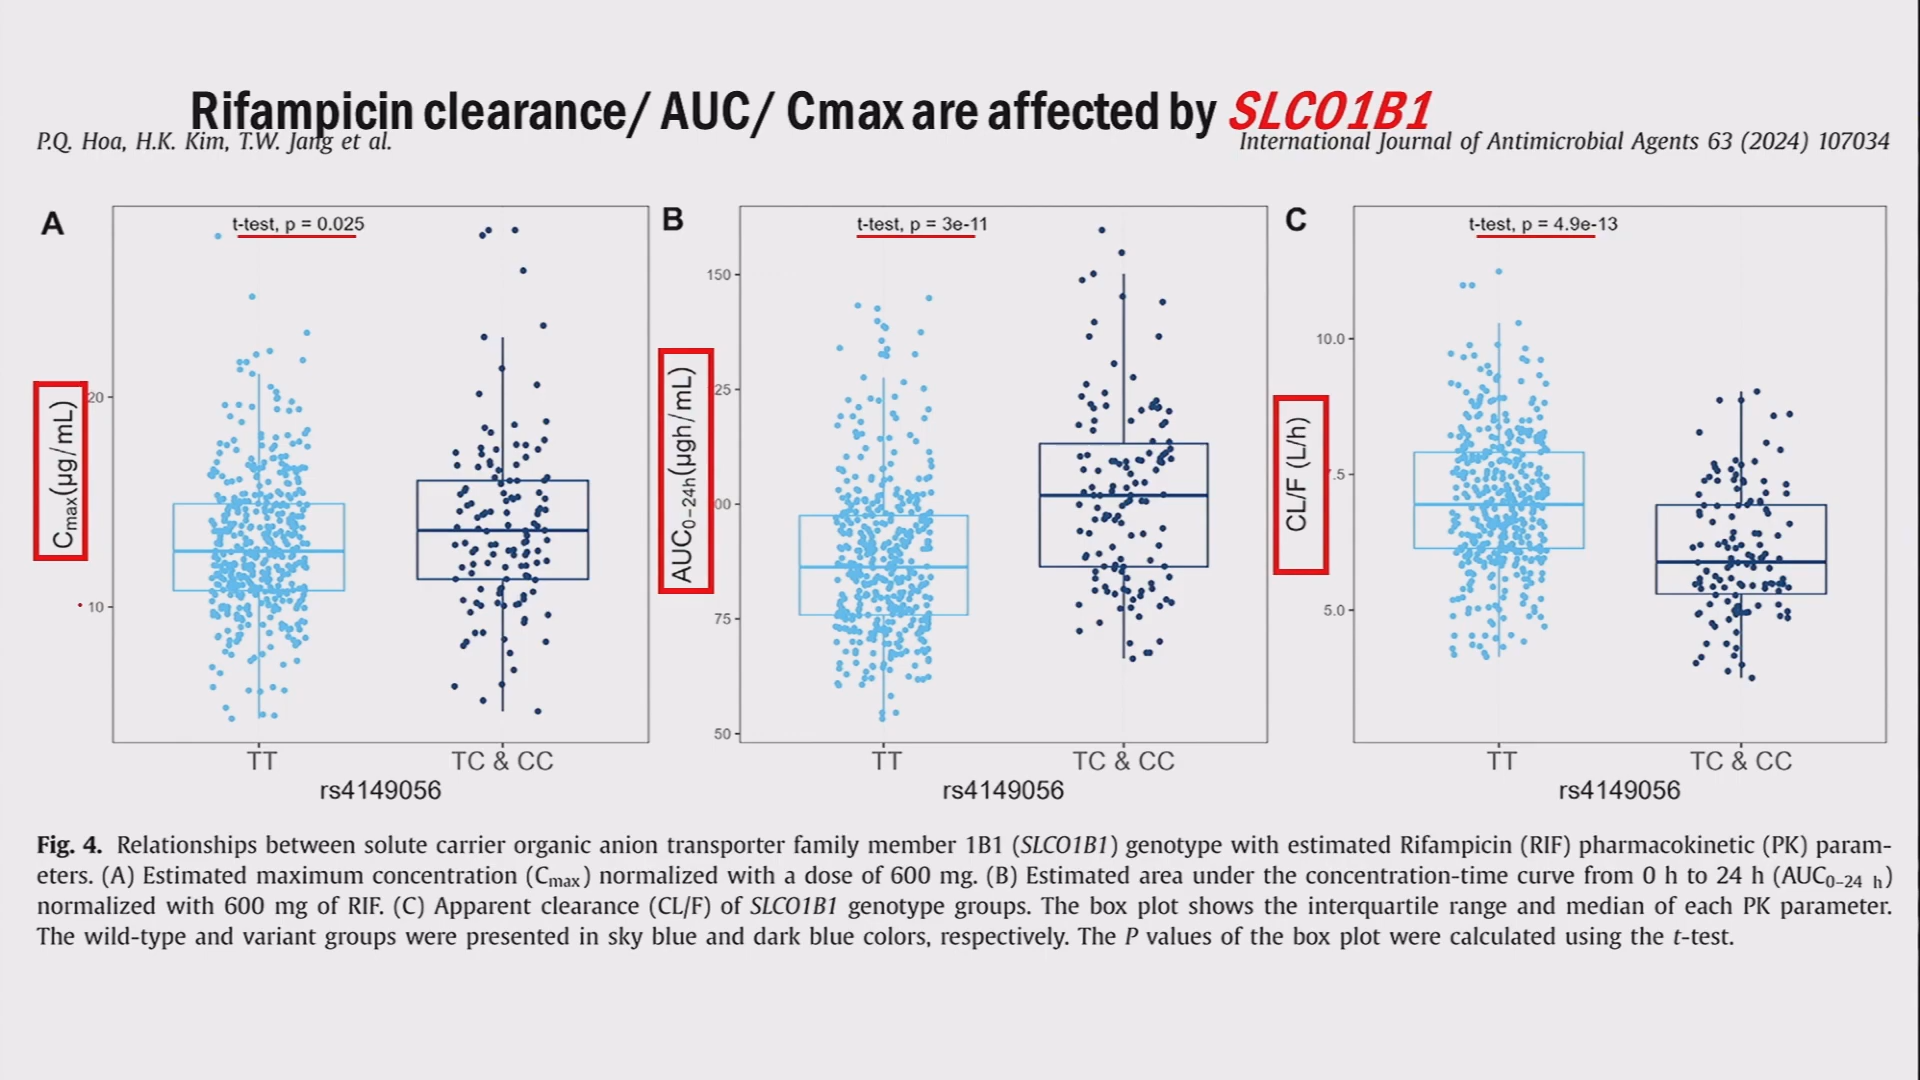 Rifampicin clearance/ AUC/ Cmax are affected by SLCO1B1
P.Q. Hoa, H.K. Kim, T.W. Jang et al.
International Journal of Antimicrobial Agents 63 (2024) 107034
A
t-test, p = 0.025
Cmax(μg/mL)
20
10
TT
TC & CC
rs4149056
B
t-test, p = 3e-11
AUC0−24h(μgh/mL)
150
25
00
75
50
TT
TC & CC
rs4149056
C
t-test, p = 4.9e-13
CL/F (L/h)
10.0
.5
5.0
TT
TC & CC
rs4149056
Fig. 4. Relationships between solute carrier organic anion transporter family member 1B1 (SLCO1B1) genotype with estimated Rifampicin (RIF) pharmacokinetic (PK) param-
eters. (A) Estimated maximum concentration (Cmax) normalized with a dose of 600 mg. (B) Estimated area under the concentration-time curve from 0 h to 24 h (AUC0–24 h)
normalized with 600 mg of RIF. (C) Apparent clearance (CL/F) of SLCO1B1 genotype groups. The box plot shows the interquartile range and median of each PK parameter.
The wild-type and variant groups were presented in sky blue and dark blue colors, respectively. The P values of the box plot were calculated using the t-test.